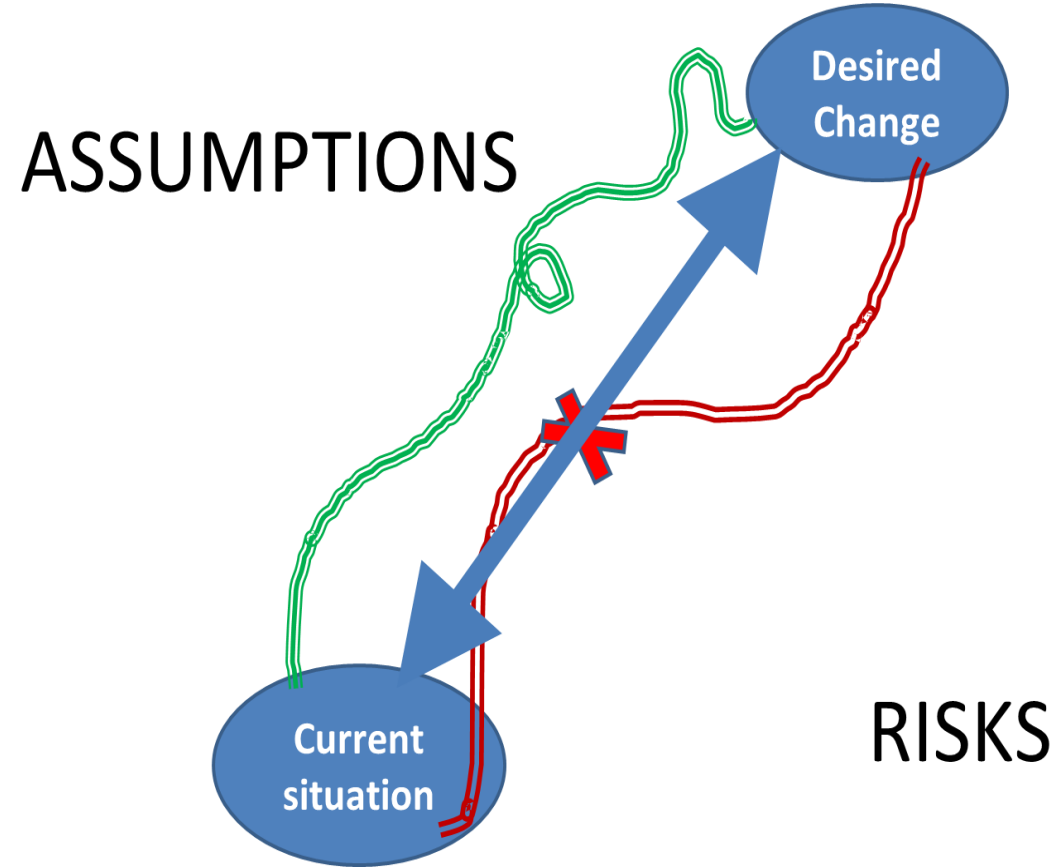 Desired
Change
ASSUMPTIONS
RISKS
Current
situation